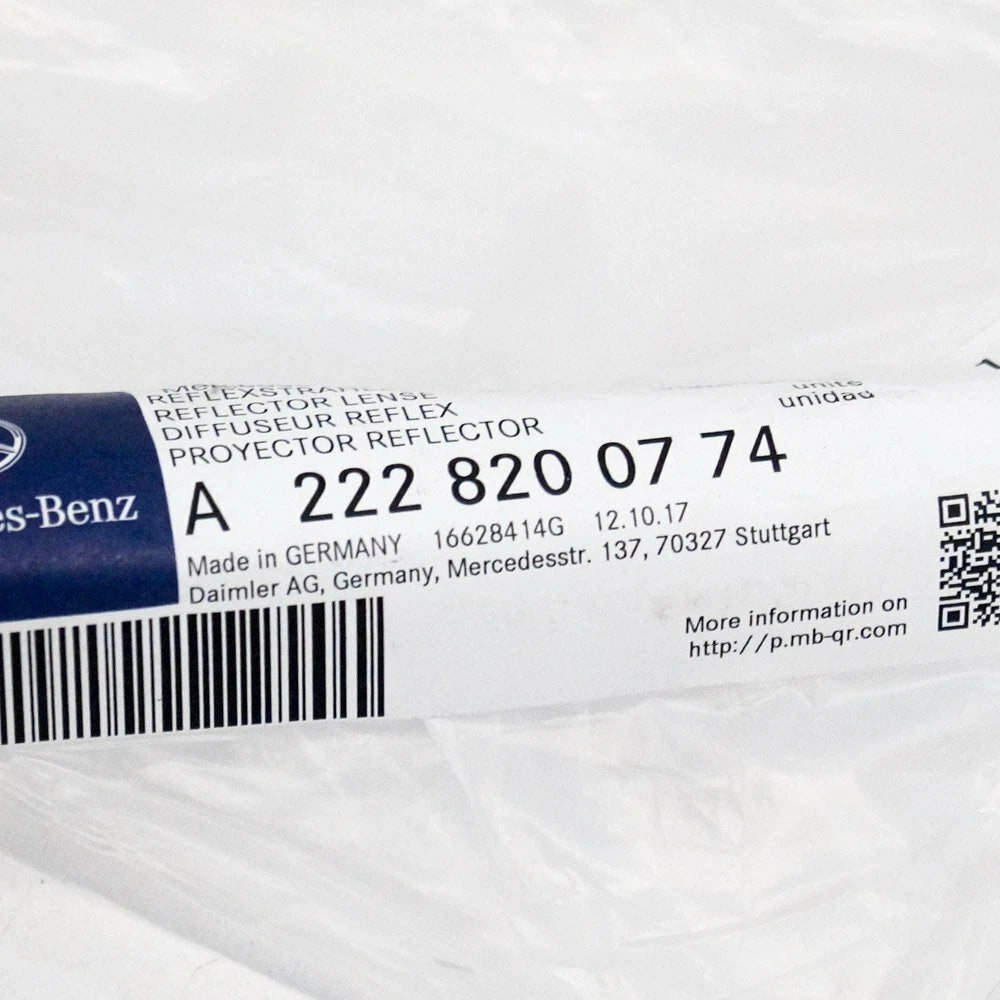 REFLECTOR LENSE
DIFFUSEUR REFLEX
PROYECTOR REFLECTOR
unite
unidad
es-Benz
A 222 820 07 74
Made in GERMANY 16628414G 12.10.17
Daimler AG, Germany, Mercedesstr. 137, 70327 Stuttgart
More information on
http://p.mb-qr.com